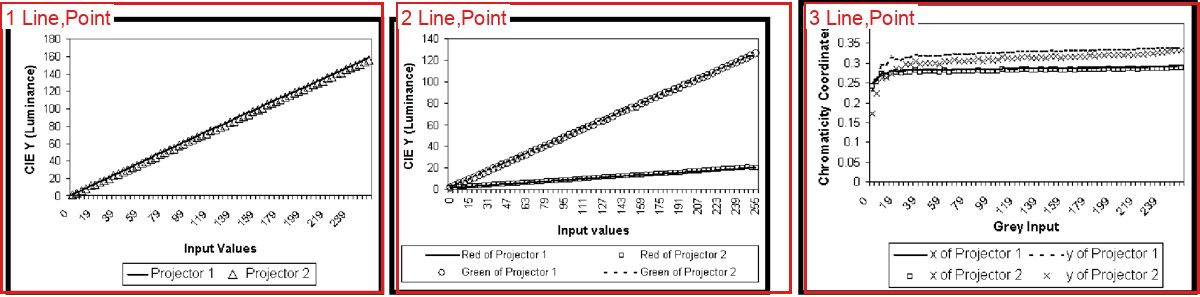 1 Line,Point
180
160
140
120
100
80
60
40
20
0
CIE Y (Luminance)
0 19 39 59 79 99 119 139 159 179 199 219 239
Input Values
Projector 1 Projector 2
2 Line,Point
140
120
100
80
60
40
20
0
CIE Y (Luminance)
0 15 31 47 63 79 95 111 127 143 159 175 191 207 223 239 255
Input values
Red of Projector 1 Red of Projector 2
Green of Projector 1 Green of Projector 2
3 Line,Point
0.35
0.3
0.25
0.2
0.15
0.1
0.05
0
Chromaticity Coordinates
0 19 39 59 79 99 119 139 159 179 199 219 239
Grey Input
x of Projector 1 y of Projector 1
x of Projector 2 y of Projector 2